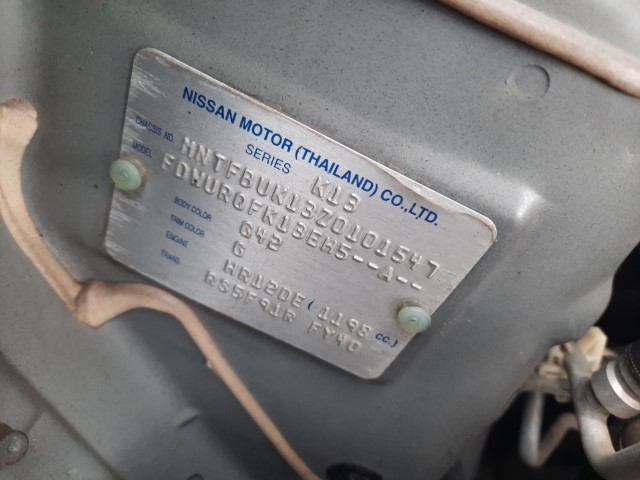 NISSAN MOTOR (THAILAND) CO.,LTD.
SERIES K13
CHASSIS NO. MNTFBUK13Z0101547
MODEL FDWURQFK13EH5--A--
BODY COLOR G42
TRIM COLOR G
ENGINE HR12DE (1198 cc.)
TRANS. RS5F91R FY40